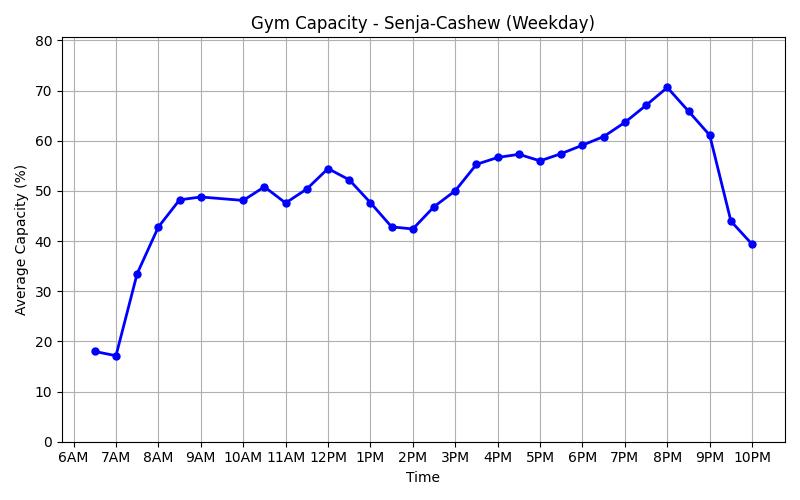 Gym Capacity - Senja-Cashew (Weekday)
80
70
60
50
40
30
20
10
0
Average Capacity (%)
6AM 7AM 8AM 9AM 10AM 11AM 12PM 1PM 2PM 3PM 4PM 5PM 6PM 7PM 8PM 9PM 10PM
Time